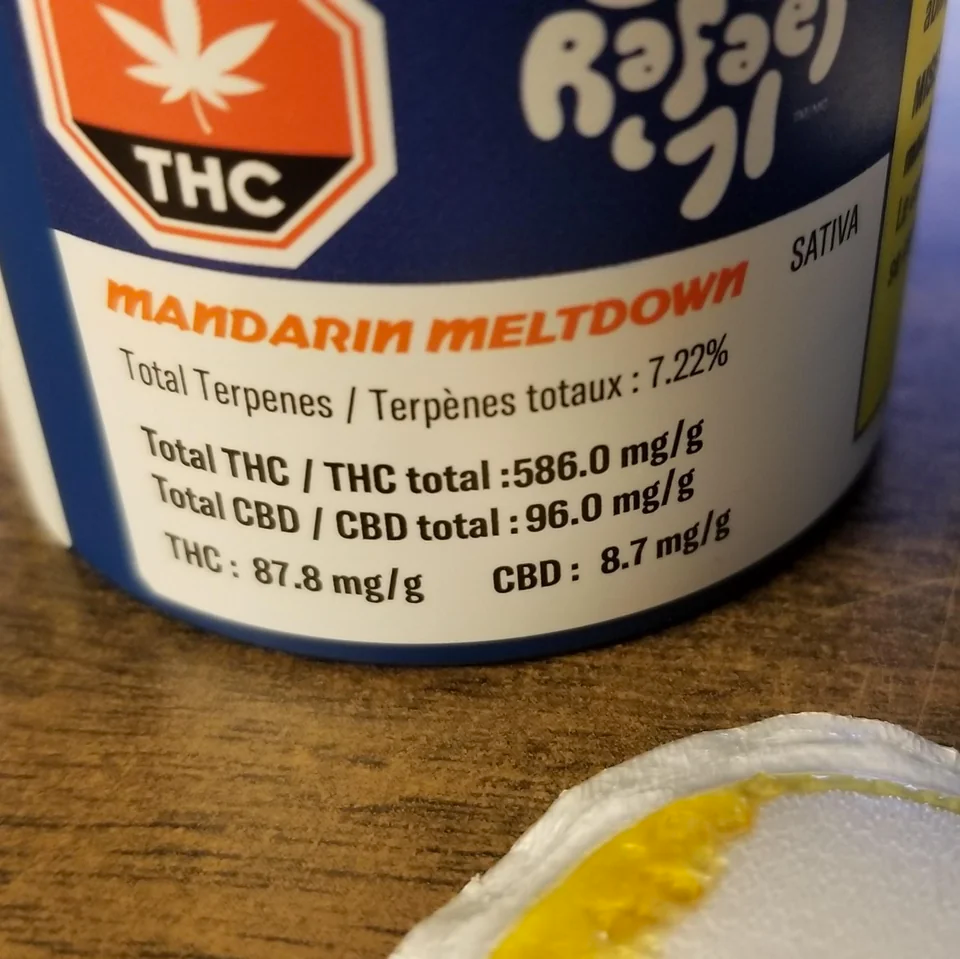 THC
Rafael
'71
SATIVA
MANDARIN MELTDOWN
Total Terpenes / Terpènes totaux : 7.22%
Total THC / THC total :586.0 mg/g
Total CBD / CBD total : 96.0 mg/g
THC : 87.8 mg/g CBD : 8.7 mg/g